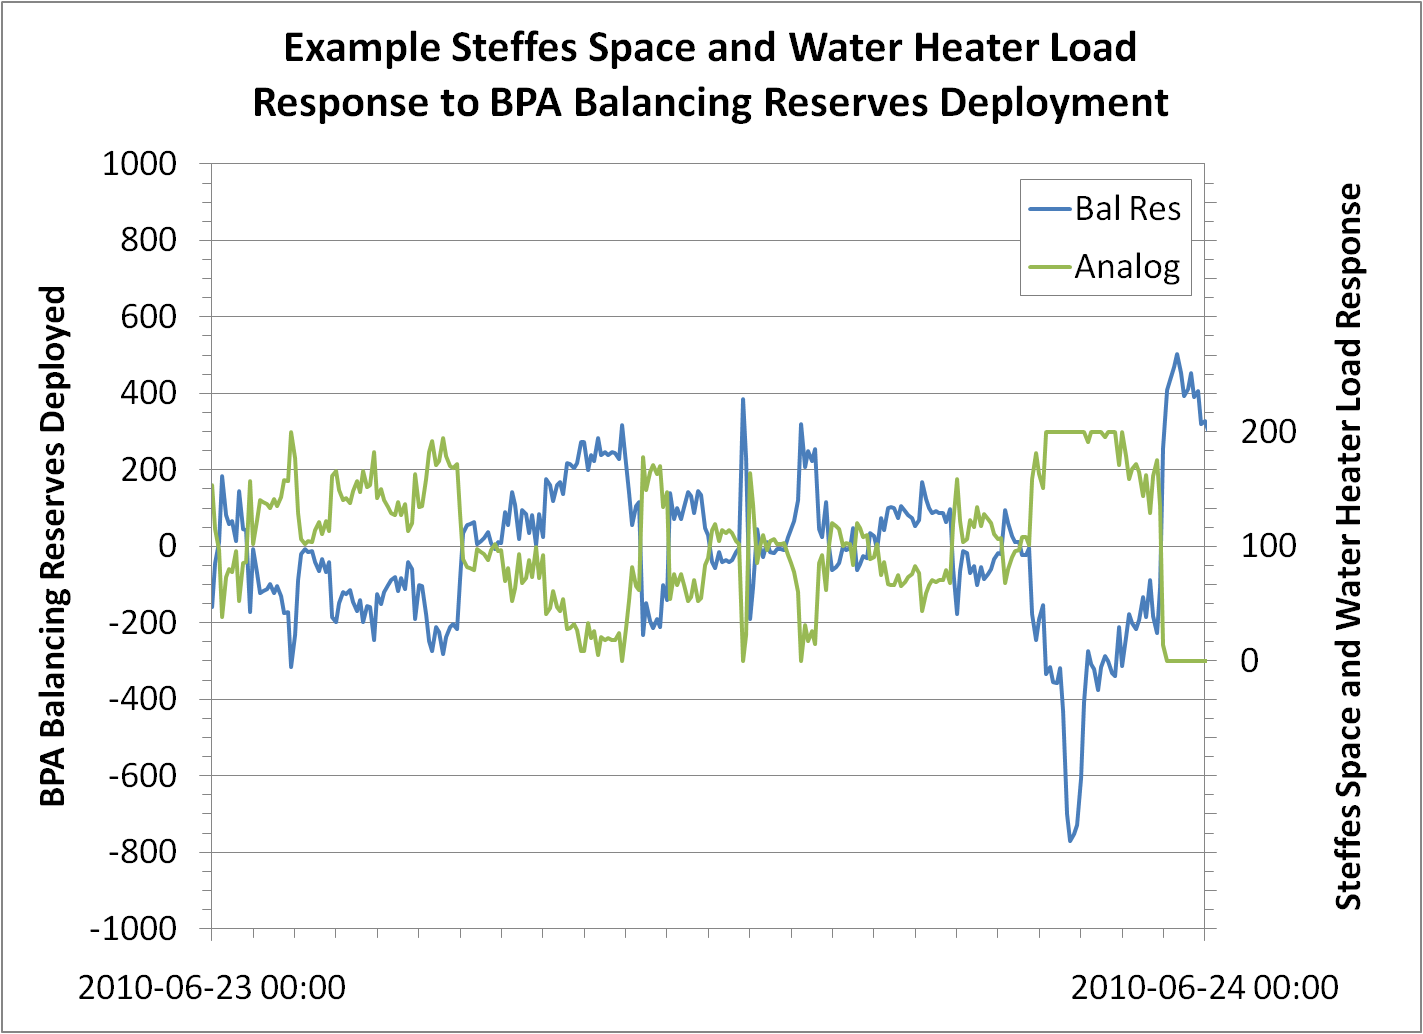 Example Steffes Space and Water Heater Load
Response to BPA Balancing Reserves Deployment
BPA Balancing Reserves Deployed
1000
800
600
400
200
0
-200
-400
-600
-800
-1000
Bal Res
Analog
200
100
0
Steffes Space and Water Heater Load Response
2010-06-23 00:00
2010-06-24 00:00